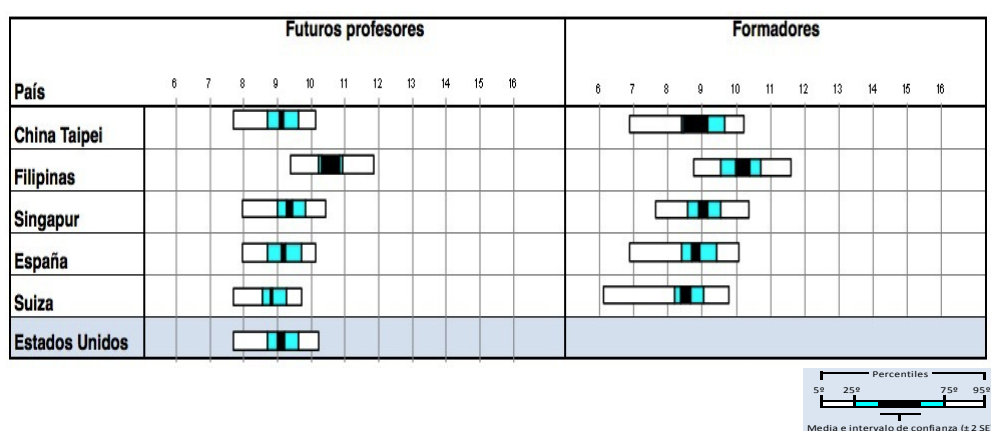 Futuros profesores
Formadores
País
6 7 8 9 10 11 12 13 14 15 16
6 7 8 9 10 11 12 13 14 15 16
China Taipei
Filipinas
Singapur
España
Suiza
Estados Unidos
Percentiles
5º 25º 75º 95º
Media e intervalo de confianza (± 2 SE